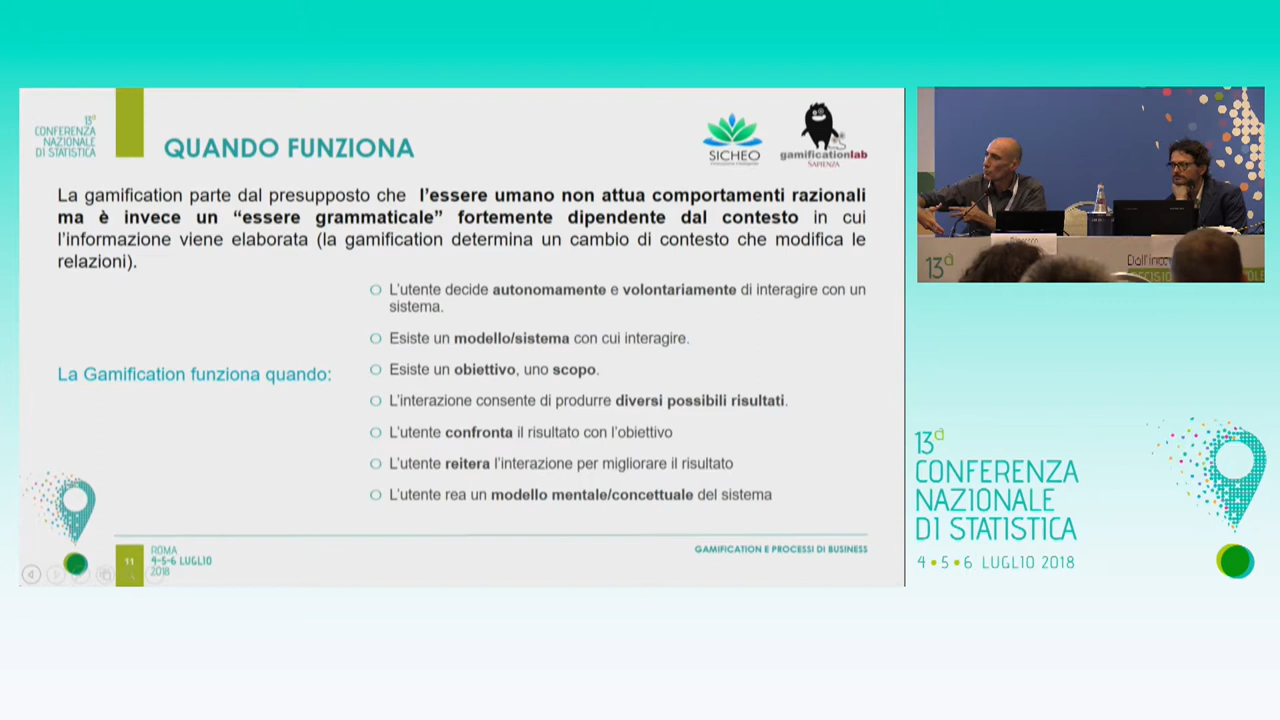 13ª
CONFERENZA
NAZIONALE
DI STATISTICA
QUANDO FUNZIONA
SICHEO
gamificationlab
SAPIENZA
La gamification parte dal presupposto che l'essere umano non attua comportamenti razionali
ma è invece un “essere grammaticale” fortemente dipendente dal contesto in cui
l'informazione viene elaborata (la gamification determina un cambio di contesto che modifica le
relazioni).
La Gamification funziona quando:
L'utente decide autonomamente e volontariamente di interagire con un
sistema.
Esiste un modello/sistema con cui interagire.
Esiste un obiettivo, uno scopo.
L'interazione consente di produrre diversi possibili risultati.
L'utente confronta il risultato con l'obiettivo
L'utente reitera l'interazione per migliorare il risultato
L'utente rea un modello mentale/concettuale del sistema
11
ROMA
4-5-6 LUGLIO
2018
GAMIFICATION E PROCESSI DI BUSINESS
13ª
13ª
CONFERENZA
NAZIONALE
DI STATISTICA
4•5•6 LUGLIO 2018